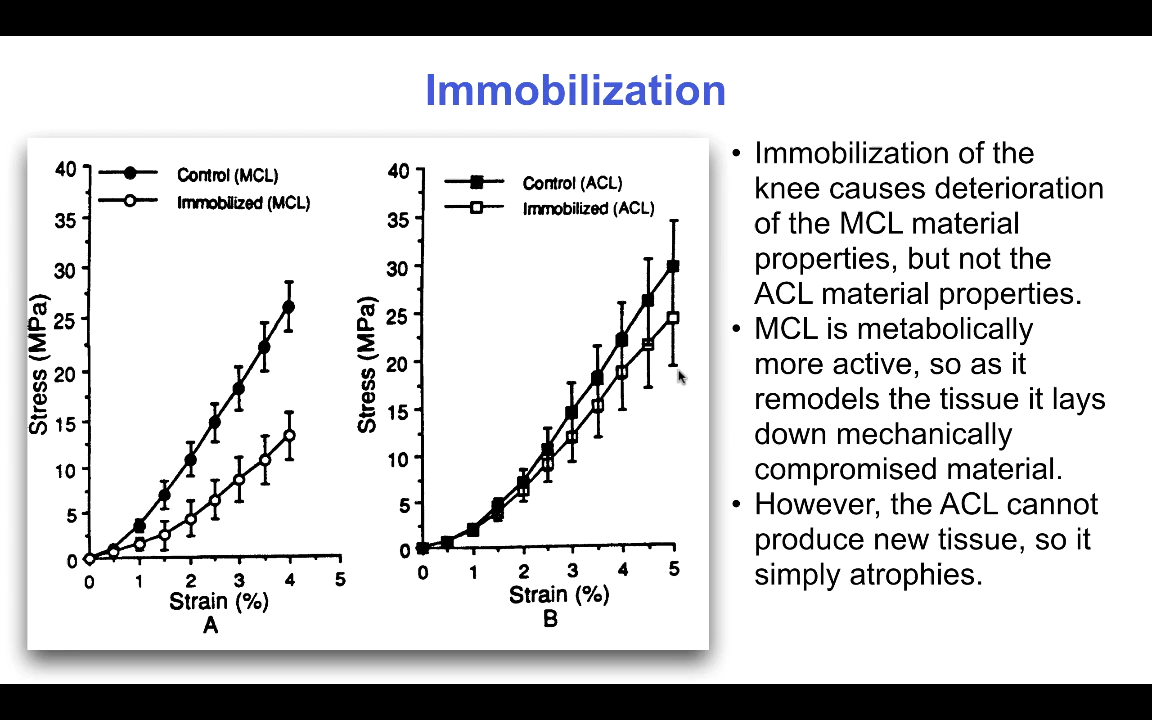 Immobilization
40
35
30
25
20
15
10
5
0
Stress (MPa)
Control (MCL)
Immobilized (MCL)
0 1 2 3 4 5
Strain (%)
A
40
35
30
25
20
15
10
5
0
Stress (MPa)
Control (ACL)
Immobilized (ACL)
0 1 2 3 4 5
Strain (%)
B
• Immobilization of the
knee causes deterioration
of the MCL material
properties, but not the
ACL material properties.
• MCL is metabolically
more active, so as it
remodels the tissue it lays
down mechanically
compromised material.
• However, the ACL cannot
produce new tissue, so it
simply atrophies.